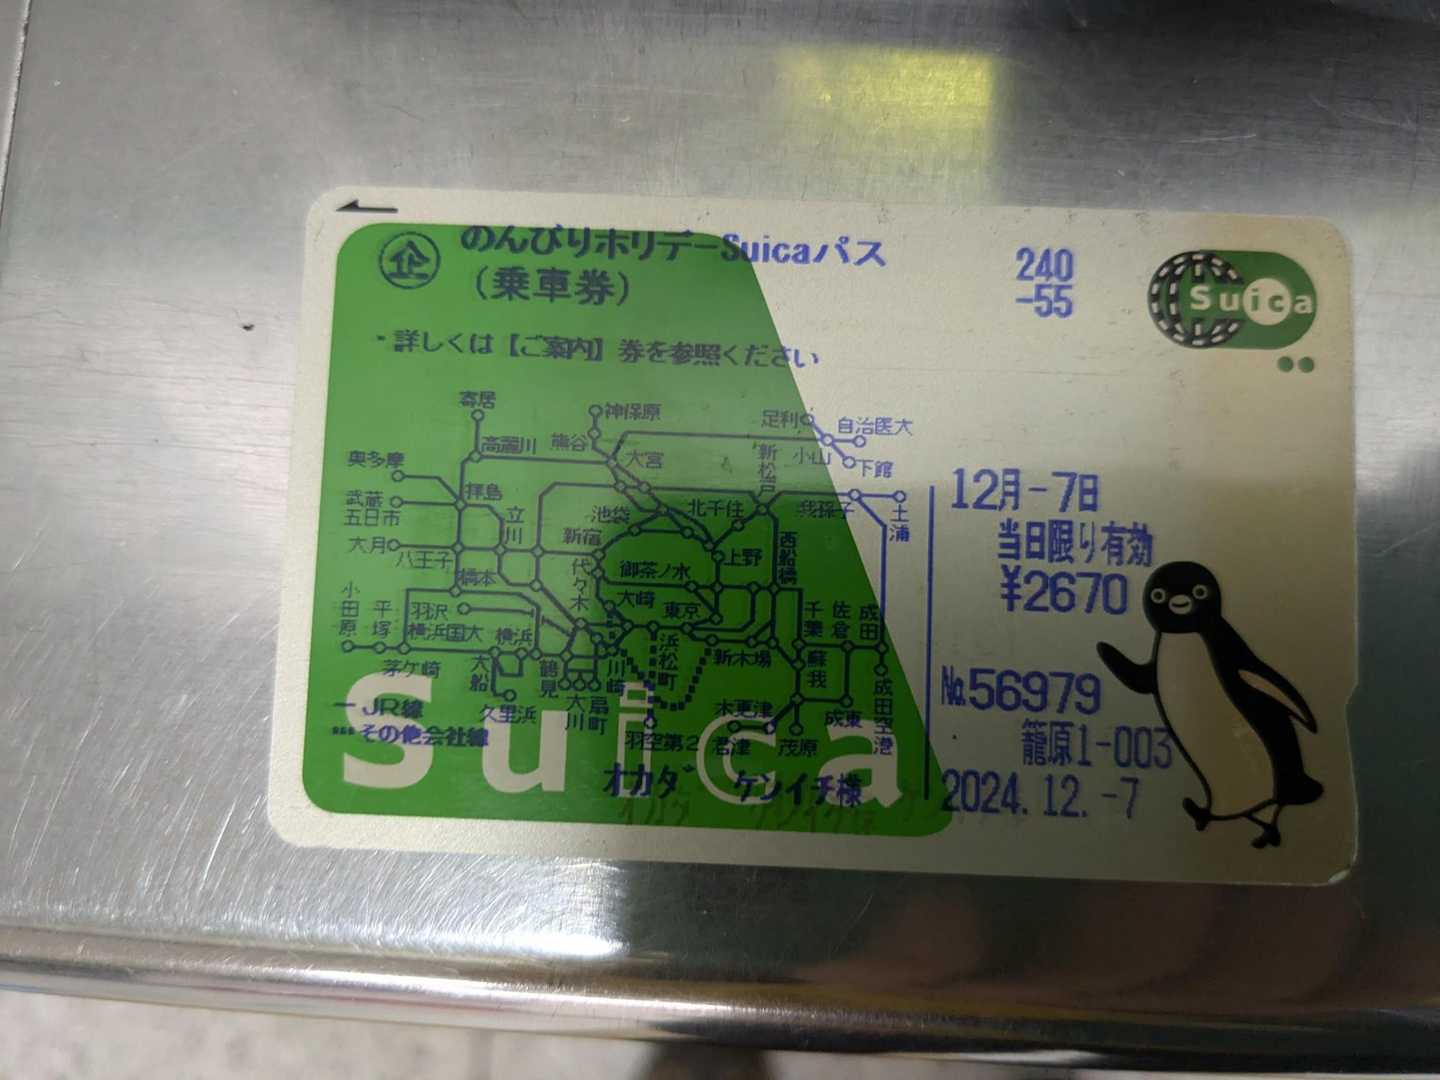 企
のんびりホリデーSuicaパス
(乗車券)
240
-55
Suica
・詳しくは【ご案内】券を参照ください
寄居
神保原
足利
自治医大
高麗川
熊谷
大宮
新松戸
小山
下館
奥多摩
拝島
武蔵五日市
立川
池袋
北千住
我孫子
土浦
大月
八王子
新宿
上野
西船橋
橋本
代々木
御茶ノ水
小田原
平塚
羽沢横浜国大
横浜
大崎
東京
千葉
佐倉
成田
茅ケ崎
大船
鶴見
川崎
浜松町
新木場
蘇我
久里浜
大川
扇町
木更津
成東
成田空港
羽空第2
君津
茂原
― JR線
┅ その他会社線
12月-7日
当日限り有効
¥2670
№56979
籠原1-003
2024.12.-7
オカダ ケンイチ様
Suica